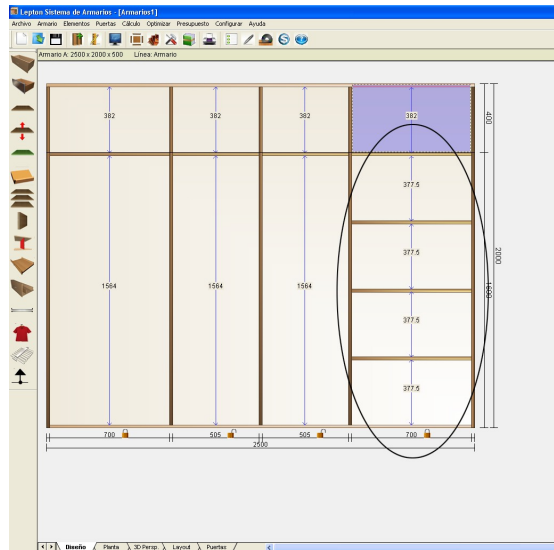 Lepton Sistema de Armarios - [Armarios1]
Archivo Armario Elementos Puertas Cálculo Optimizar Presupuesto Configurar Ayuda
Armario A: 2500 x 2000 x 500 Línea: Armario
382 382 382 382 400
377.5
377.5
2000
1564 1564 1564 1600
377.5
377.5
700 505 505 700
2500
Diseño Planta 3D Persp. Layout Puertas